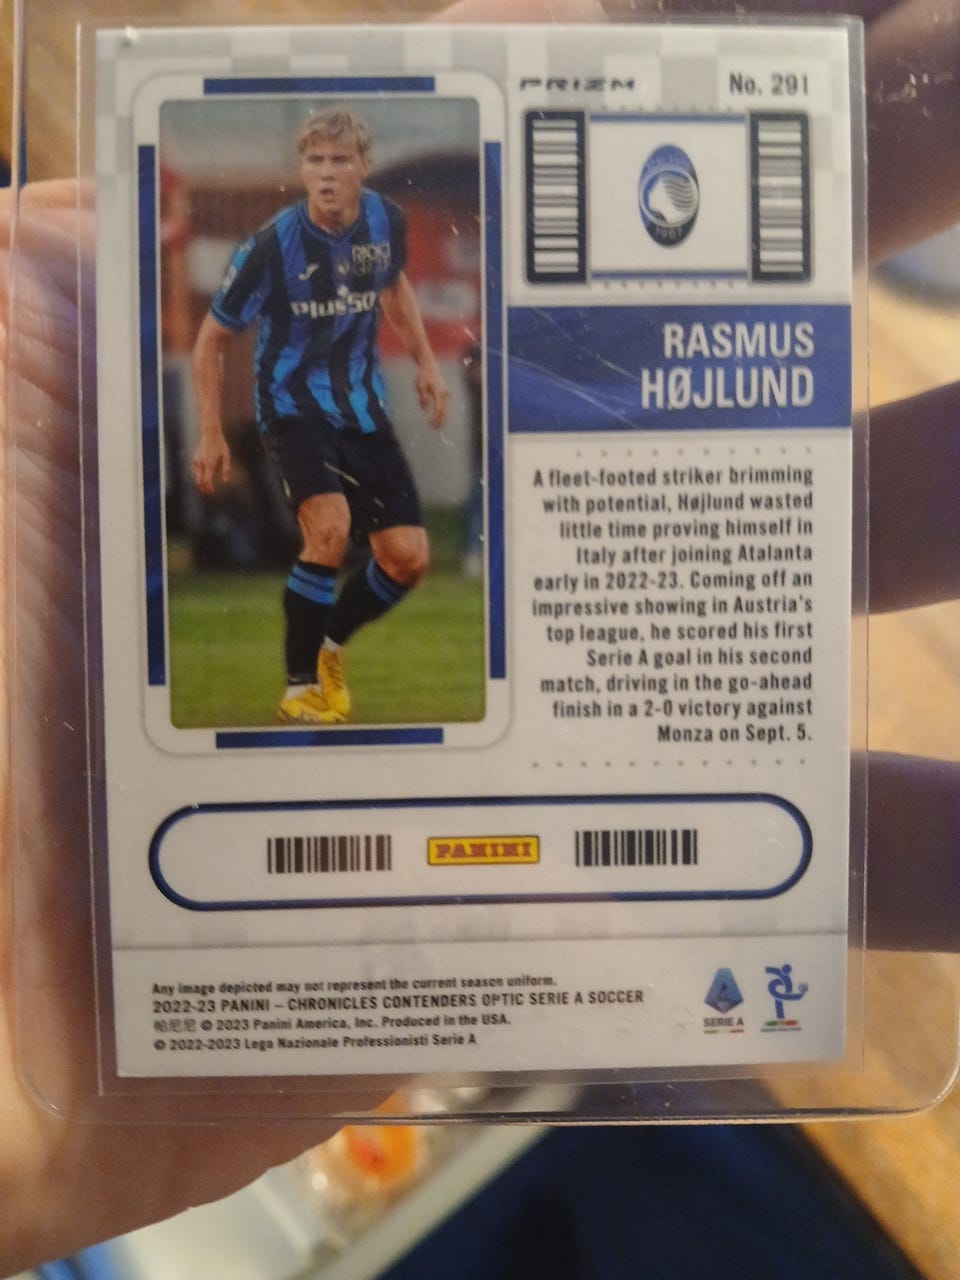 PRIZM
No. 291
1907
RADICI
GROUP
Plus500
RASMUS
HØJLUND
A fleet-footed striker brimming
with potential, Højlund wasted
little time proving himself in
Italy after joining Atalanta
early in 2022-23. Coming off an
impressive showing in Austria's
top league, he scored his first
Serie A goal in his second
match, driving in the go-ahead
finish in a 2-0 victory against
Monza on Sept. 5.
PANINI
Any image depicted may not represent the current season uniform.
2022-23 PANINI – CHRONICLES CONTENDERS OPTIC SERIE A SOCCER
帕尼尼 © 2023 Panini America, Inc. Produced in the USA.
© 2022-2023 Lega Nazionale Professionisti Serie A
SERIE A